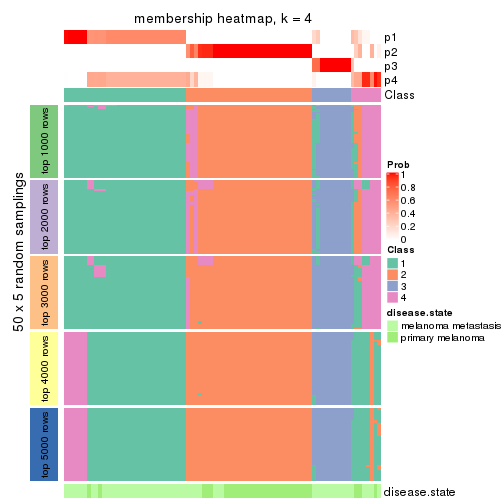 membership heatmap, k = 4
p1
p2
p3
p4
Class
50 x 5 random samplings
top 1000 rows
top 2000 rows
top 3000 rows
top 4000 rows
top 5000 rows
Prob
1
0.8
0.6
0.4
0.2
0
Class
1
2
3
4
disease.state
melanoma metastasis
primary melanoma
disease.state